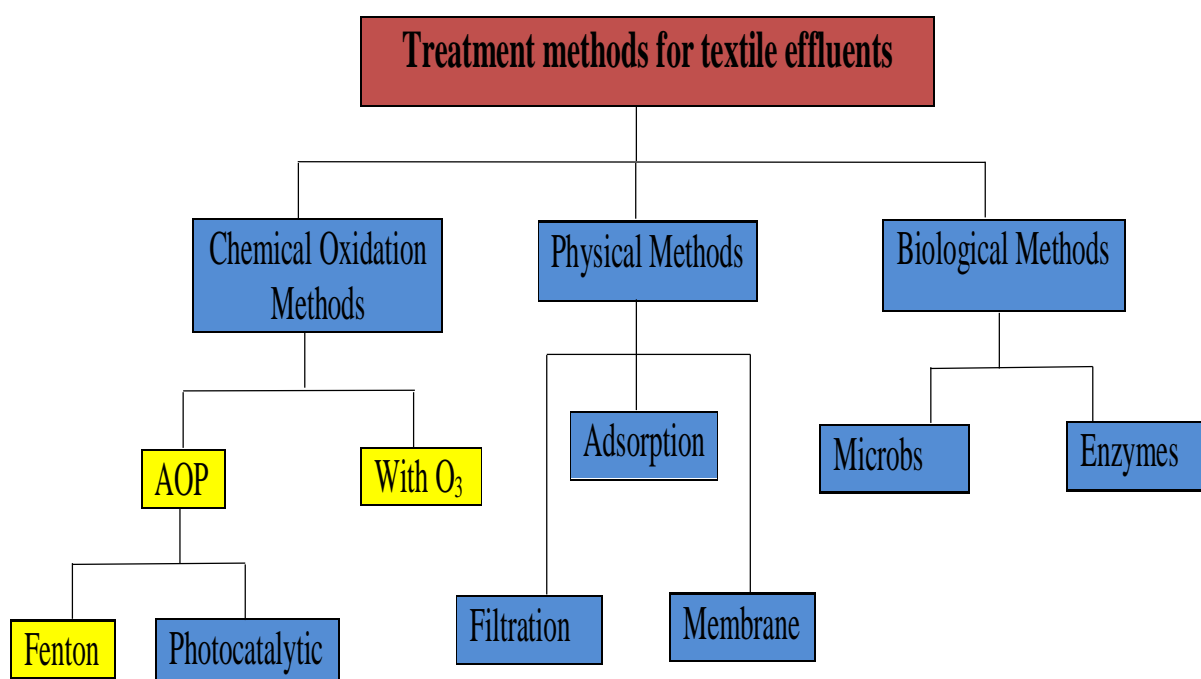 Treatment methods for textile effluents
Chemical Oxidation
Methods
Physical Methods
Biological Methods
AOP
With O₃
Adsorption
Microbs
Enzymes
Fenton
Photocatalytic
Filtration
Membrane